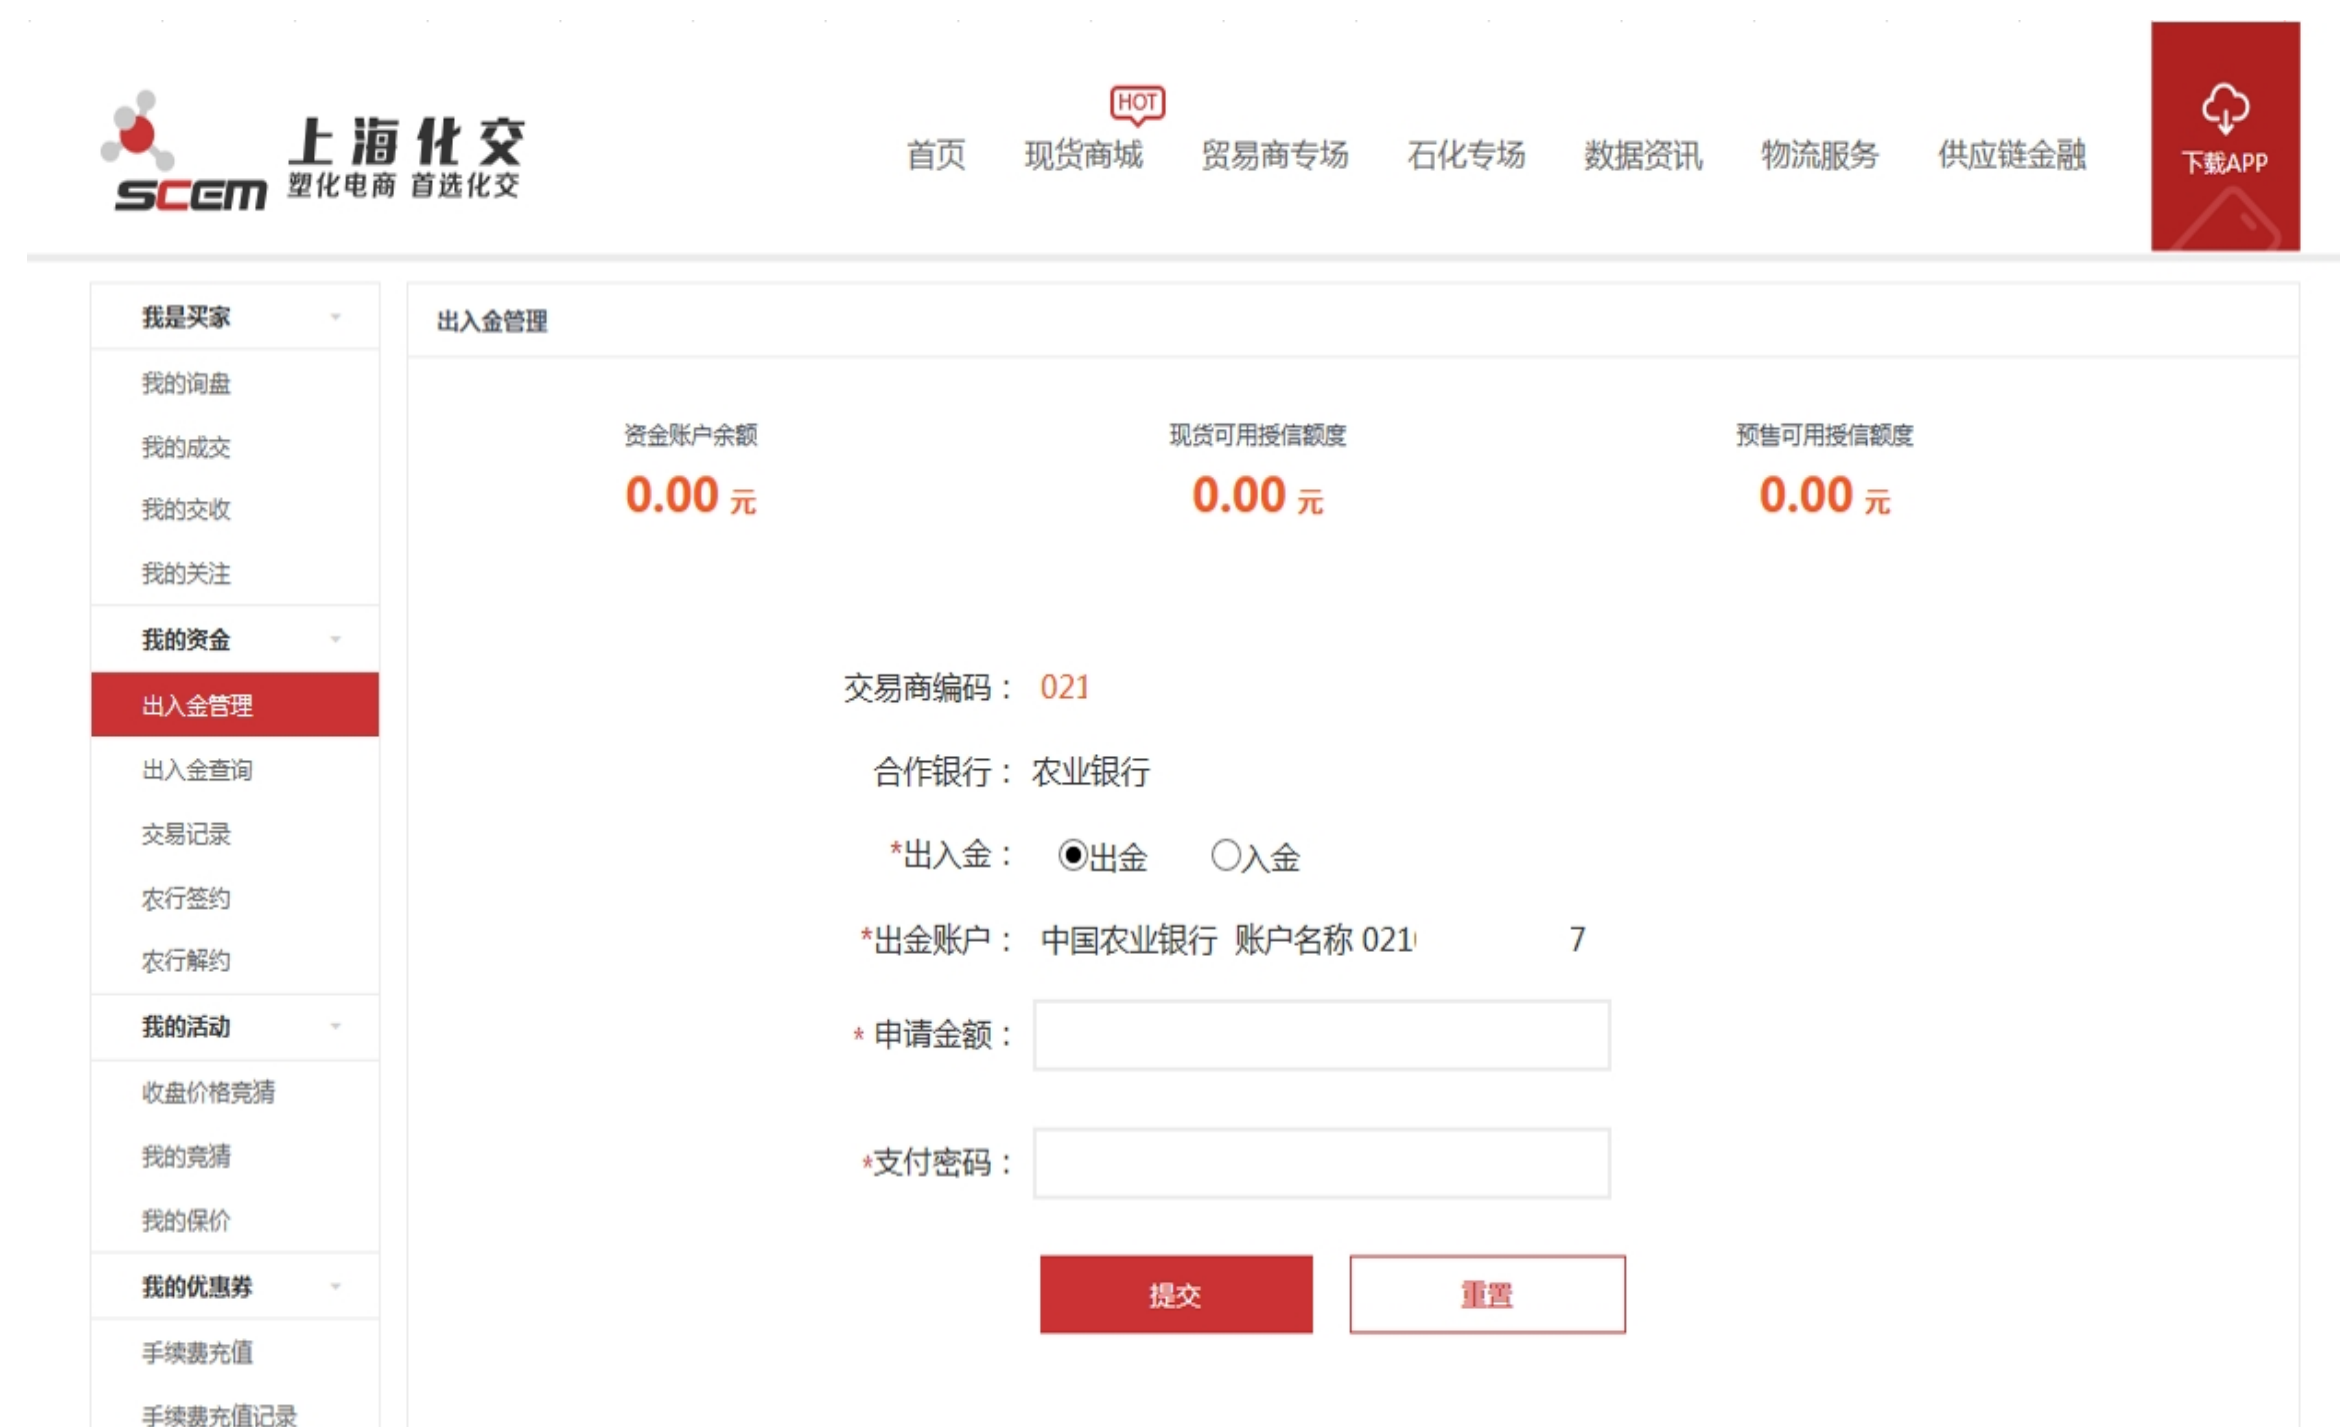 HOT
上海化交
SCEM 塑化电商 首选化交
首页 现货商城 贸易商专场 石化专场 数据资讯 物流服务 供应链金融
下载APP
我是买家
我的询盘
我的成交
我的交收
我的关注
我的资金
出入金管理
出入金查询
交易记录
农行签约
农行解约
我的活动
收盘价格竞猜
我的竞猜
我的保价
我的优惠券
手续费充值
手续费充值记录
出入金管理
资金账户余额 现货可用授信额度 预售可用授信额度
0.00 元 0.00 元 0.00 元
交易商编码： 021
合作银行： 农业银行
*出入金： 出金 入金
*出金账户： 中国农业银行 账户名称 021 7
* 申请金额：
*支付密码：
提交 重置